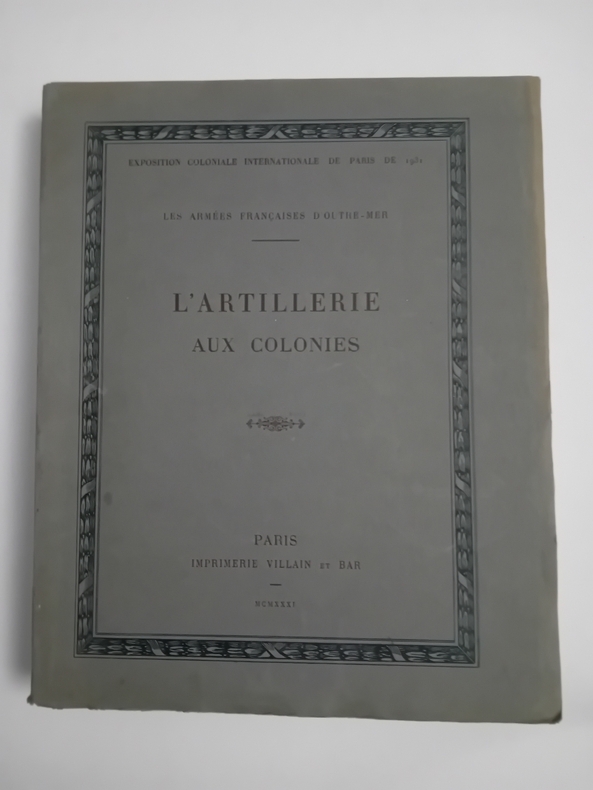 EXPOSITION COLONIALE INTERNATIONALE DE PARIS DE 1931
LES ARMÉES FRANÇAISES D'OUTRE-MER
L'ARTILLERIE
AUX COLONIES
PARIS
IMPRIMERIE VILLAIN ET BAR
MCMXXXI